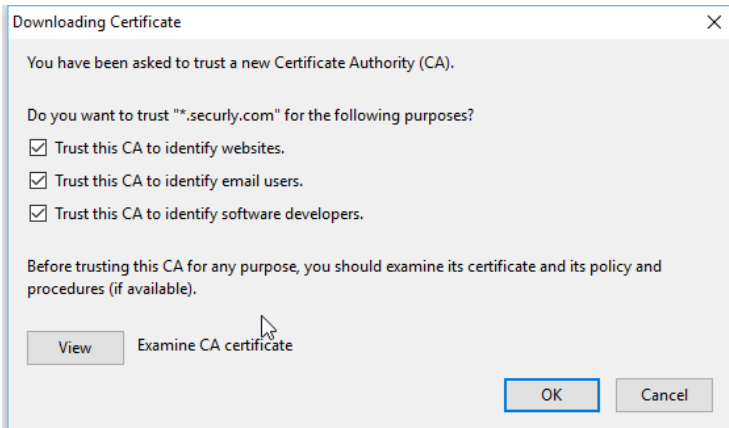 Downloading Certificate
You have been asked to trust a new Certificate Authority (CA).
Do you want to trust "*.securly.com" for the following purposes?
Trust this CA to identify websites.
Trust this CA to identify email users.
Trust this CA to identify software developers.
Before trusting this CA for any purpose, you should examine its certificate and its policy and
procedures (if available).
View Examine CA certificate
OK Cancel